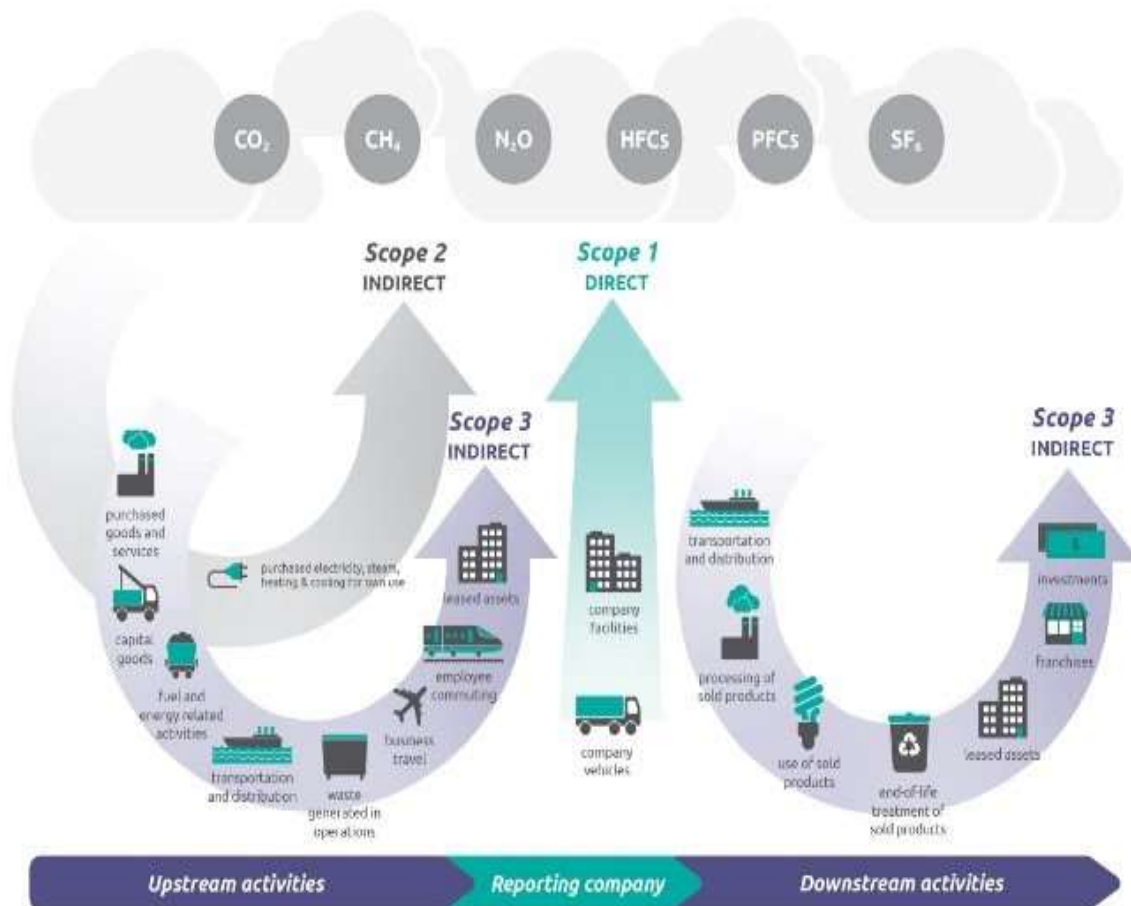 CO₂
CH₄
N₂O
HFCs
PFCs
SF₆
Scope 2
INDIRECT
Scope 1
DIRECT
Scope 3
INDIRECT
Scope 3
INDIRECT
purchased
goods and
services
capital
goods
fuel and
energy related
activities
transportation
and distribution
waste
generated in
operations
business
travel
employee
commuting
leased assets
purchased electricity, steam,
heating & cooling for own use
company
facilities
company
vehicles
transportation
and distribution
processing of
sold products
use of sold
products
end-of-life
treatment of
sold products
leased assets
franchises
investments
Upstream activities
Reporting company
Downstream activities